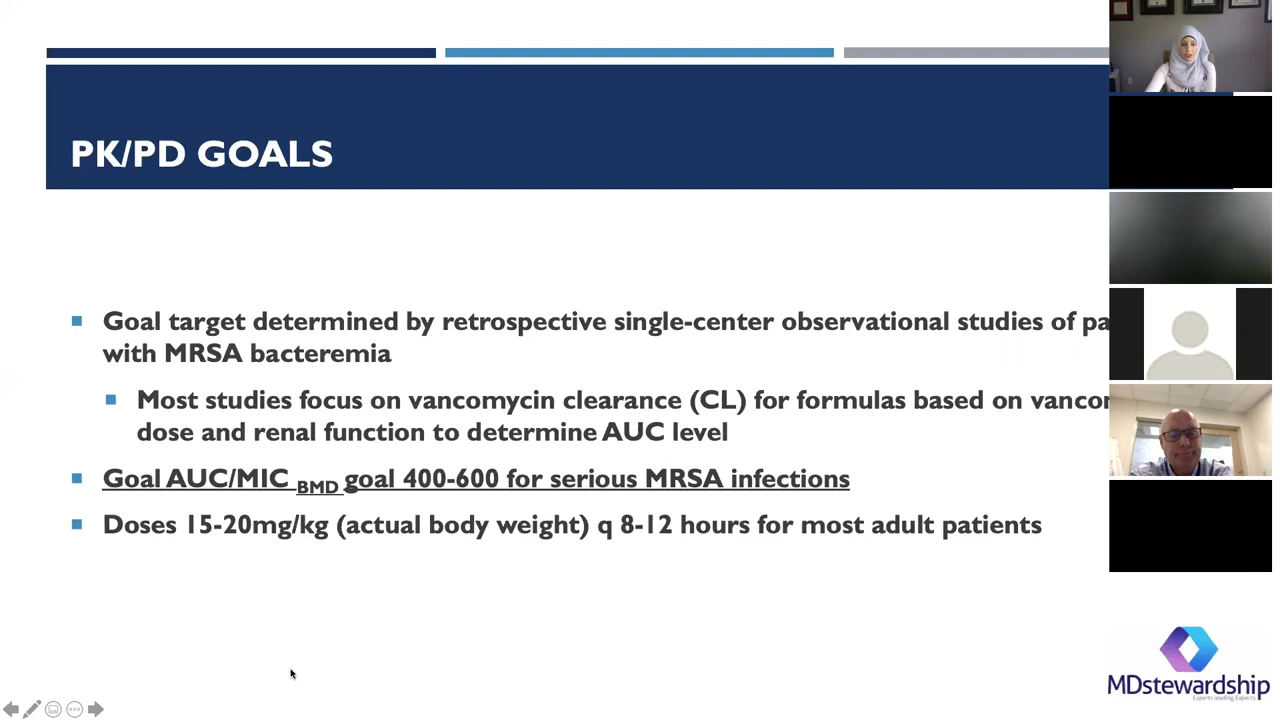 PK/PD GOALS
Goal target determined by retrospective single-center observational studies of pa
with MRSA bacteremia
Most studies focus on vancomycin clearance (CL) for formulas based on vancor
dose and renal function to determine AUC level
Goal AUC/MIC BMD goal 400-600 for serious MRSA infections
Doses 15-20mg/kg (actual body weight) q 8-12 hours for most adult patients
MDstewardship
Experts Leading Experts